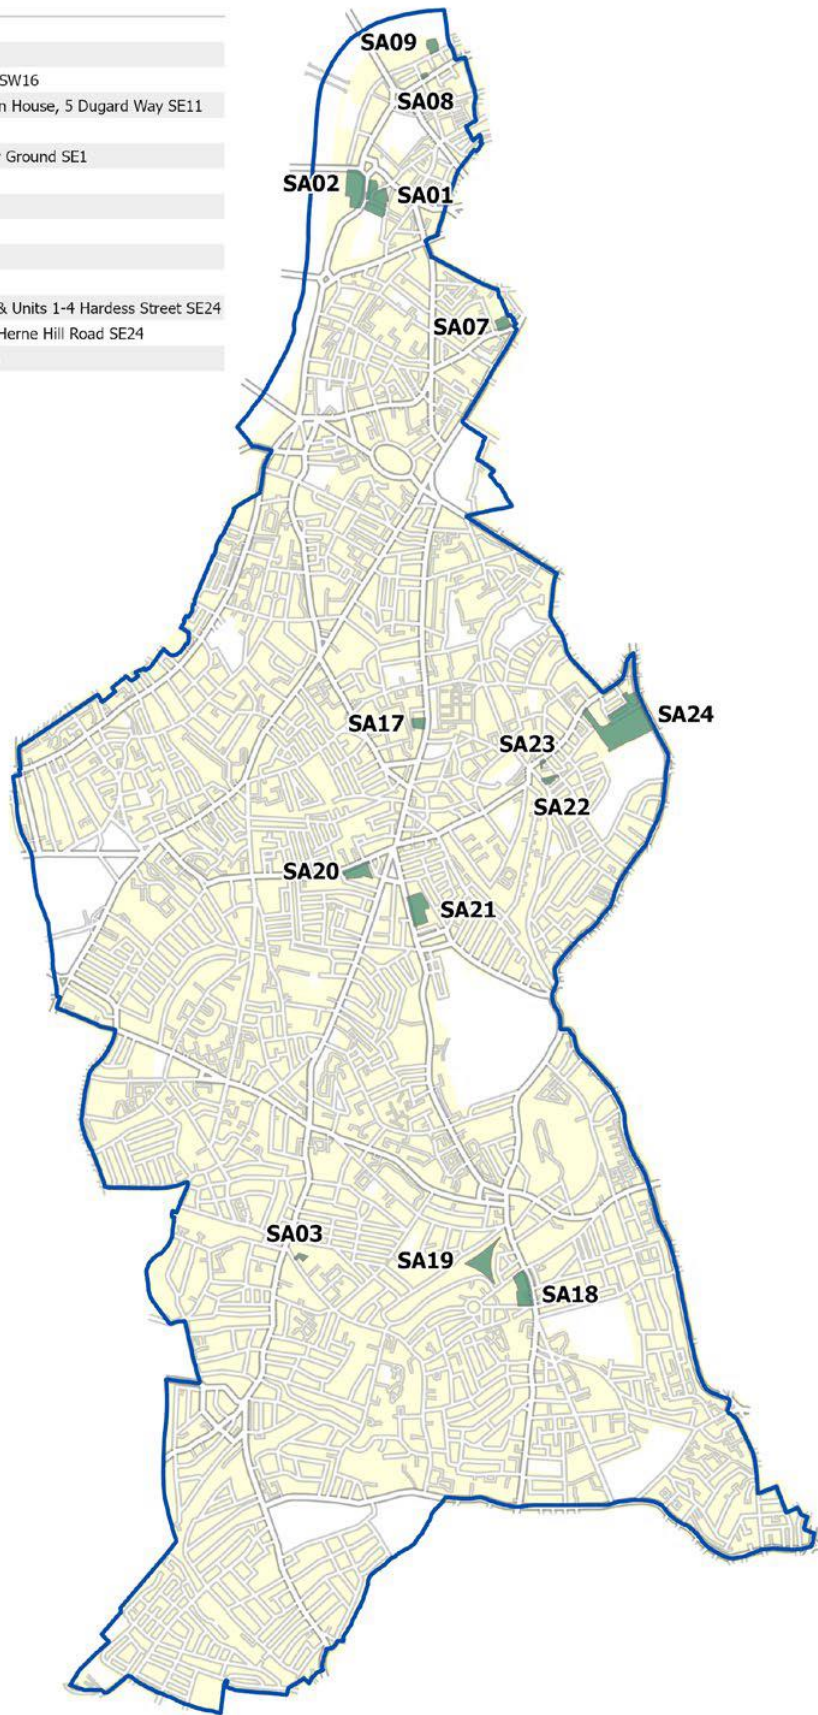 SW16
House, 5 Dugard Way SE11
Ground SE1
& Units 1-4 Hardess Street SE24
Herne Hill Road SE24
SA09
SA08
SA02
SA01
SA07
SA17
SA24
SA23
SA22
SA20
SA21
SA03
SA19
SA18